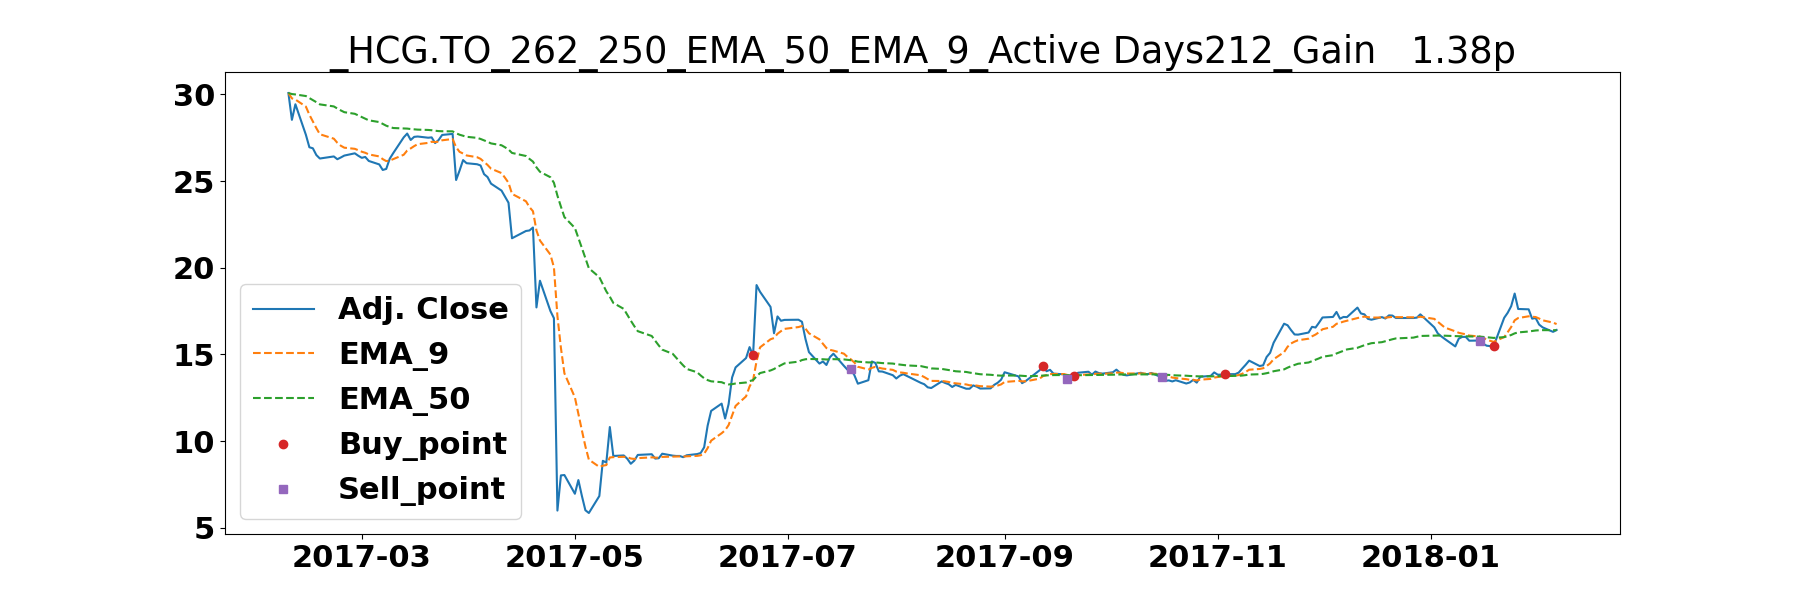 _HCG.TO_262_250_EMA_50_EMA_9_Active Days212_Gain   1.38p
30
25
20
15
10
5
Adj. Close
EMA_9
EMA_50
Buy_point
Sell_point
2017-03 2017-05 2017-07 2017-09 2017-11 2018-01